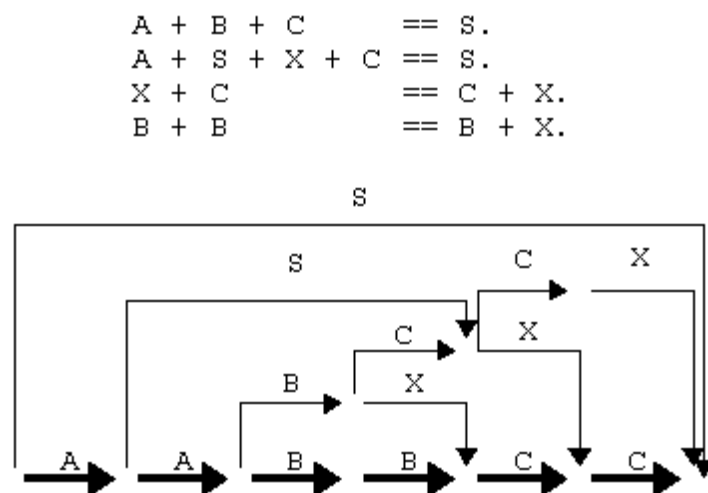 A + B + C == S.
A + S + X + C == S.
X + C == C + X.
B + B == B + X.
S
S C X
C X
B X
A A B B C C